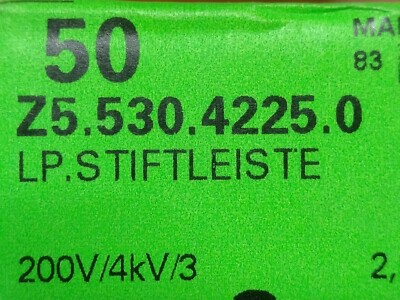 50
MA
83
Z5.530.4225.0
LP.STIFTLEISTE
200V/4kV/3
2,